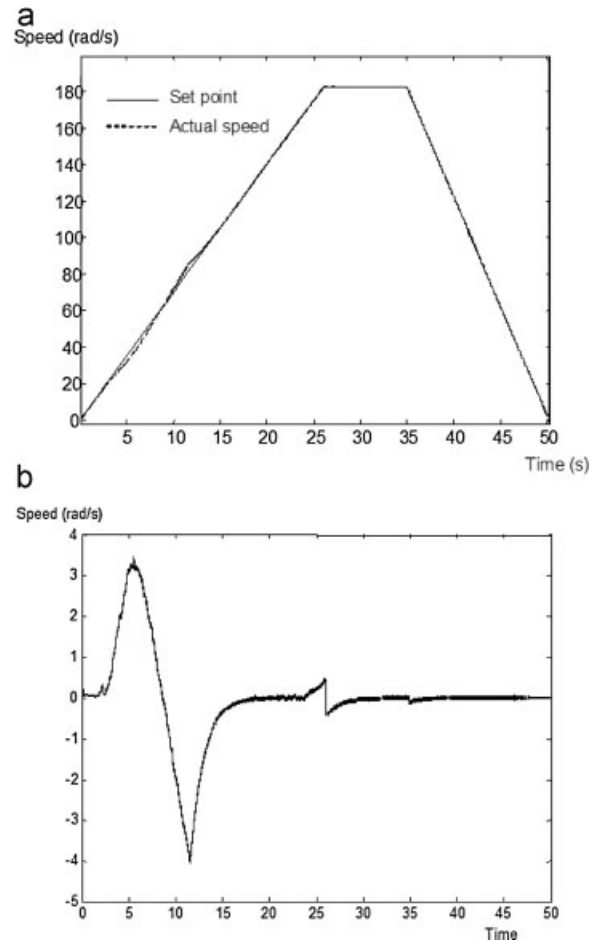 a
Speed (rad/s)
180
160
140
120
100
80
60
40
20
0
Set point
Actual speed
5 10 15 20 25 30 35 40 45 50
Time (s)
b
Speed (rad/s)
4
3
2
1
0
-1
-2
-3
-4
-5
0 5 10 15 20 25 30 35 40 45 50
Time